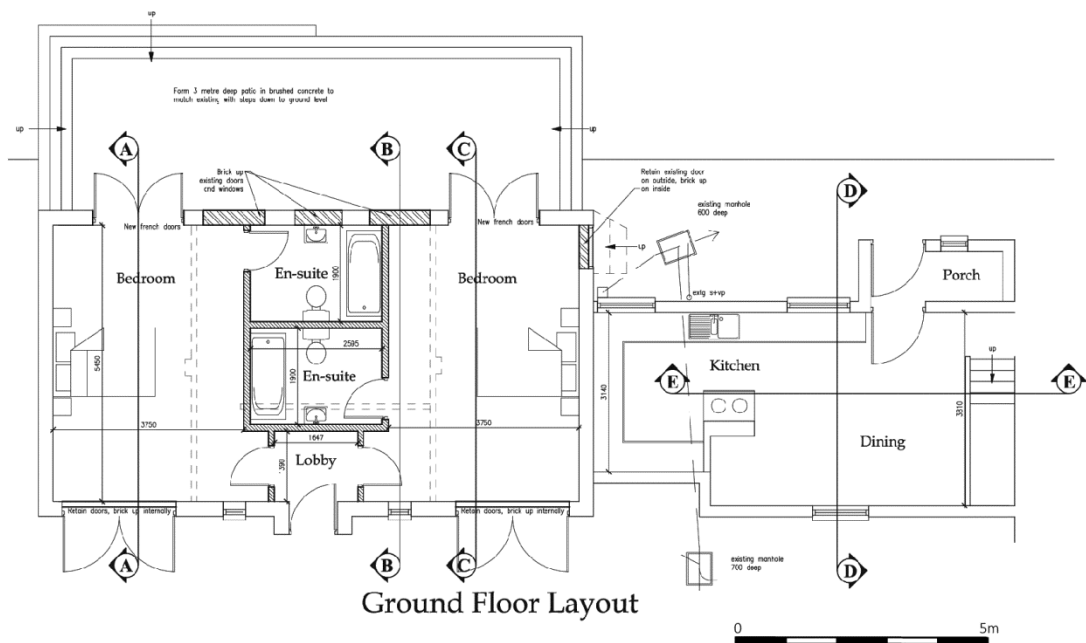 up
Form 3 metre deep patio in brushed concrete to
match existing with steps down to ground level
up
up
A
B
C
D
Brick up
existing doors
and windows
Retain existing door
on outside, brick up
on inside
existing manhole
600 deep
New french doors
New french doors
up
Bedroom
En-suite
1900
Bedroom
Porch
extg s+vp
5450
2595
1900
En-suite
Kitchen
up
E
E
3140
3810
3750
3750
1647
Lobby
1390
Dining
Retain doors, brick up internally
Retain doors, brick up internally
A
B
C
D
existing manhole
700 deep
Ground Floor Layout
0
5m